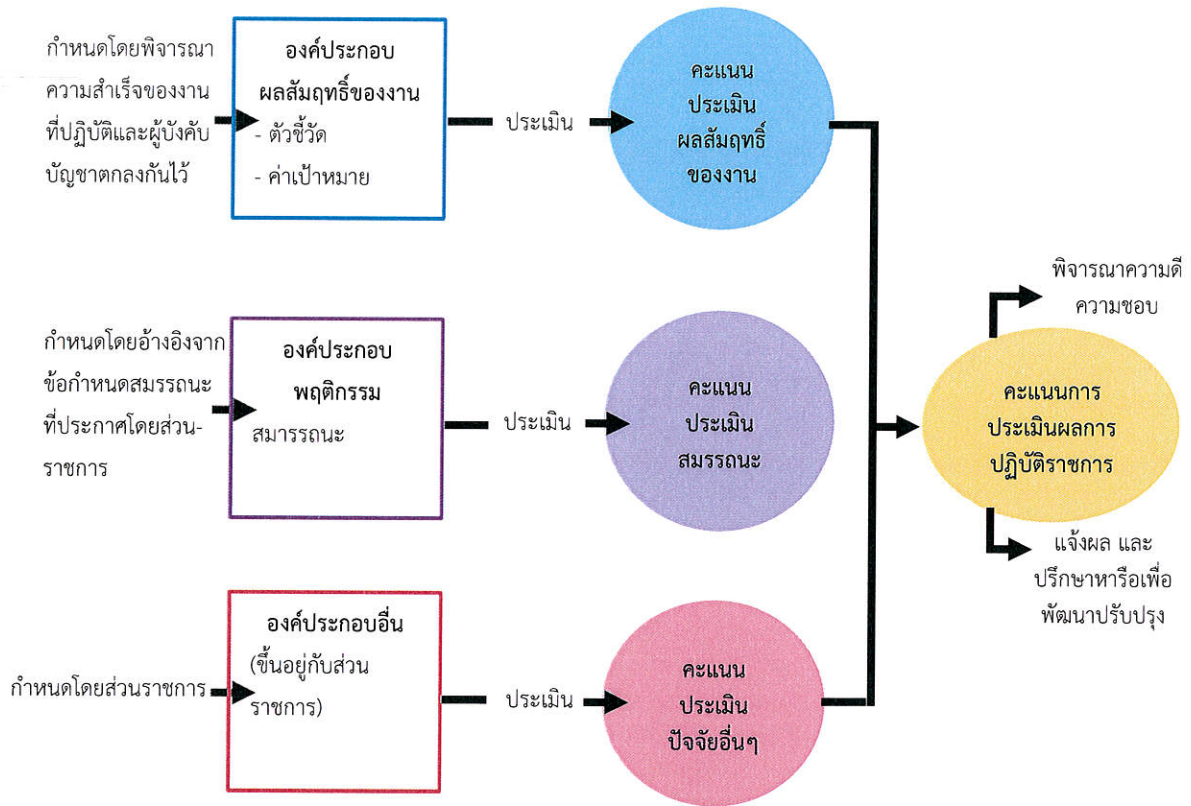 กำหนดโดยพิจารณา
ความสำเร็จของงาน
ที่ปฏิบัติและผู้บังคับ
บัญชาตกลงกันไว้
องค์ประกอบ
ผลสัมฤทธิ์ของงาน
- ตัวชี้วัด
- ค่าเป้าหมาย
ประเมิน
คะแนน
ประเมิน
ผลสัมฤทธิ์
ของงาน
กำหนดโดยอ้างอิงจาก
ข้อกำหนดสมรรถนะ
ที่ประกาศโดยส่วน-
ราชการ
องค์ประกอบ
พฤติกรรม
สมารรถนะ
ประเมิน
คะแนน
ประเมิน
สมรรถนะ
กำหนดโดยส่วนราชการ
องค์ประกอบอื่น
(ขึ้นอยู่กับส่วน
ราชการ)
ประเมิน
คะแนน
ประเมิน
ปัจจัยอื่นๆ
พิจารณาความดี
ความชอบ
คะแนนการ
ประเมินผลการ
ปฏิบัติราชการ
แจ้งผล และ
ปรึกษาหารือเพื่อ
พัฒนาปรับปรุง